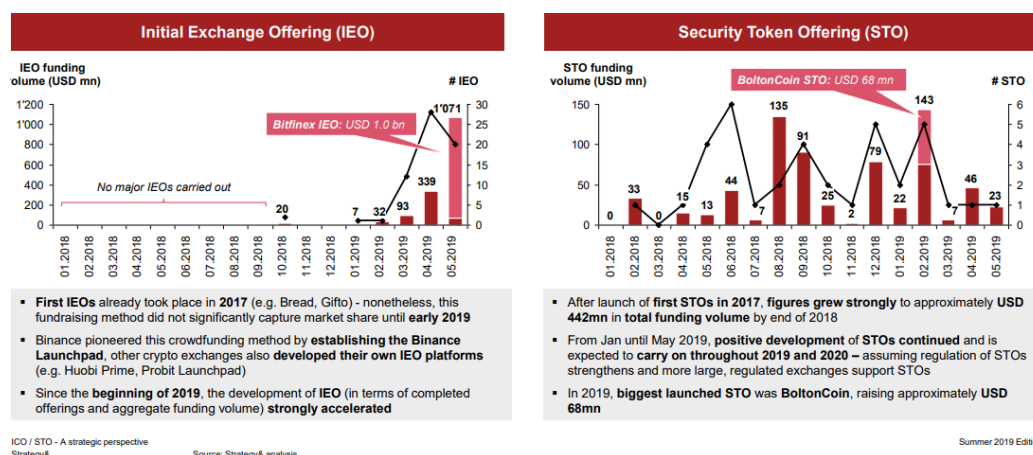 Initial Exchange Offering (IEO)
IEO funding
olume (USD mn)
# IEO
1'200
1'000
800
600
400
200
0
30
25
20
15
10
5
0
Bitfinex IEO: USD 1.0 bn
No major IEOs carried out
20
7
32
93
339
1'071
01.2018
02.2018
03.2018
04.2018
05.2018
06.2018
07.2018
08.2018
09.2018
10.2018
11.2018
12.2018
01.2019
02.2019
03.2019
04.2019
05.2019
▪ First IEOs already took place in 2017 (e.g. Bread, Gifto) - nonetheless, this
fundraising method did not significantly capture market share until early 2019
▪ Binance pioneered this crowdfunding method by establishing the Binance
Launchpad, other crypto exchanges also developed their own IEO platforms
(e.g. Huobi Prime, Probit Launchpad)
▪ Since the beginning of 2019, the development of IEO (in terms of completed
offerings and aggregate funding volume) strongly accelerated
Security Token Offering (STO)
STO funding
volume (USD mn)
# STO
150
100
50
0
6
5
4
3
2
1
0
BoltonCoin STO: USD 68 mn
0
33
0
15
13
44
7
135
91
25
2
79
22
143
7
46
23
01.2018
02.2018
03.2018
04.2018
05.2018
06.2018
07.2018
08.2018
09.2018
10.2018
11.2018
12.2018
01.2019
02.2019
03.2019
04.2019
05.2019
▪ After launch of first STOs in 2017, figures grew strongly to approximately USD
442mn in total funding volume by end of 2018
▪ From Jan until May 2019, positive development of STOs continued and is
expected to carry on throughout 2019 and 2020 – assuming regulation of STOs
strengthens and more large, regulated exchanges support STOs
▪ In 2019, biggest launched STO was BoltonCoin, raising approximately USD
68mn
ICO / STO - A strategic perspective
Strategy&
Source: Strategy& analysis
Summer 2019 Editi